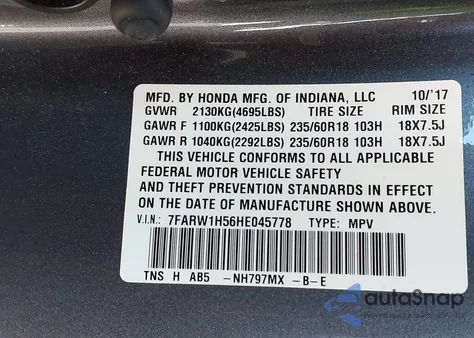 MFD. BY HONDA MFG. OF INDIANA, LLC 10/'17
GVWR 2130KG(4695LBS) TIRE SIZE RIM SIZE
GAWR F 1100KG(2425LBS) 235/60R18 103H 18X7.5J
GAWR R 1040KG(2292LBS) 235/60R18 103H 18X7.5J
THIS VEHICLE CONFORMS TO ALL APPLICABLE
FEDERAL MOTOR VEHICLE SAFETY
AND THEFT PREVENTION STANDARDS IN EFFECT
ON THE DATE OF MANUFACTURE SHOWN ABOVE.
V.I.N.: 7FARW1H56HE045778 TYPE: MPV
TNS H AB5 -NH797MX -B-E
autoSnap